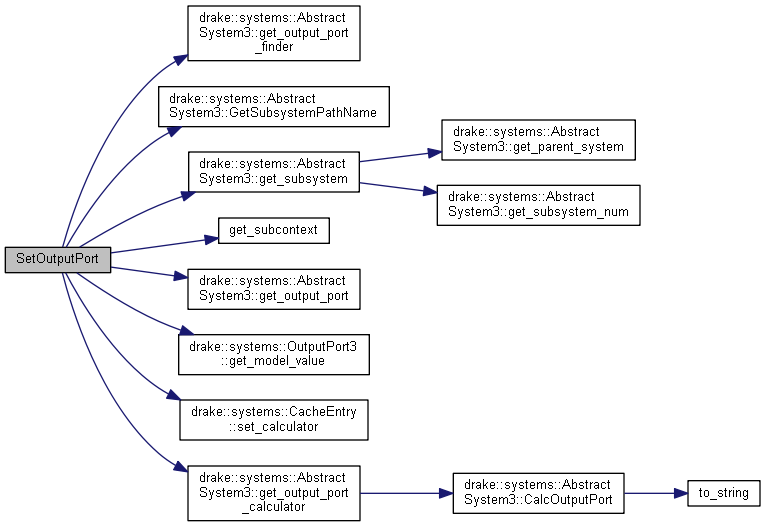 drake::systems::Abstract
System3::get_output_port
_finder
drake::systems::Abstract
System3::GetSubsystemPathName
drake::systems::Abstract
System3::get_subsystem
drake::systems::Abstract
System3::get_parent_system
drake::systems::Abstract
System3::get_subsystem_num
SetOutputPort
get_subcontext
drake::systems::Abstract
System3::get_output_port
drake::systems::OutputPort3
::get_model_value
drake::systems::CacheEntry
::set_calculator
drake::systems::Abstract
System3::get_output_port
_calculator
drake::systems::Abstract
System3::CalcOutputPort
to_string